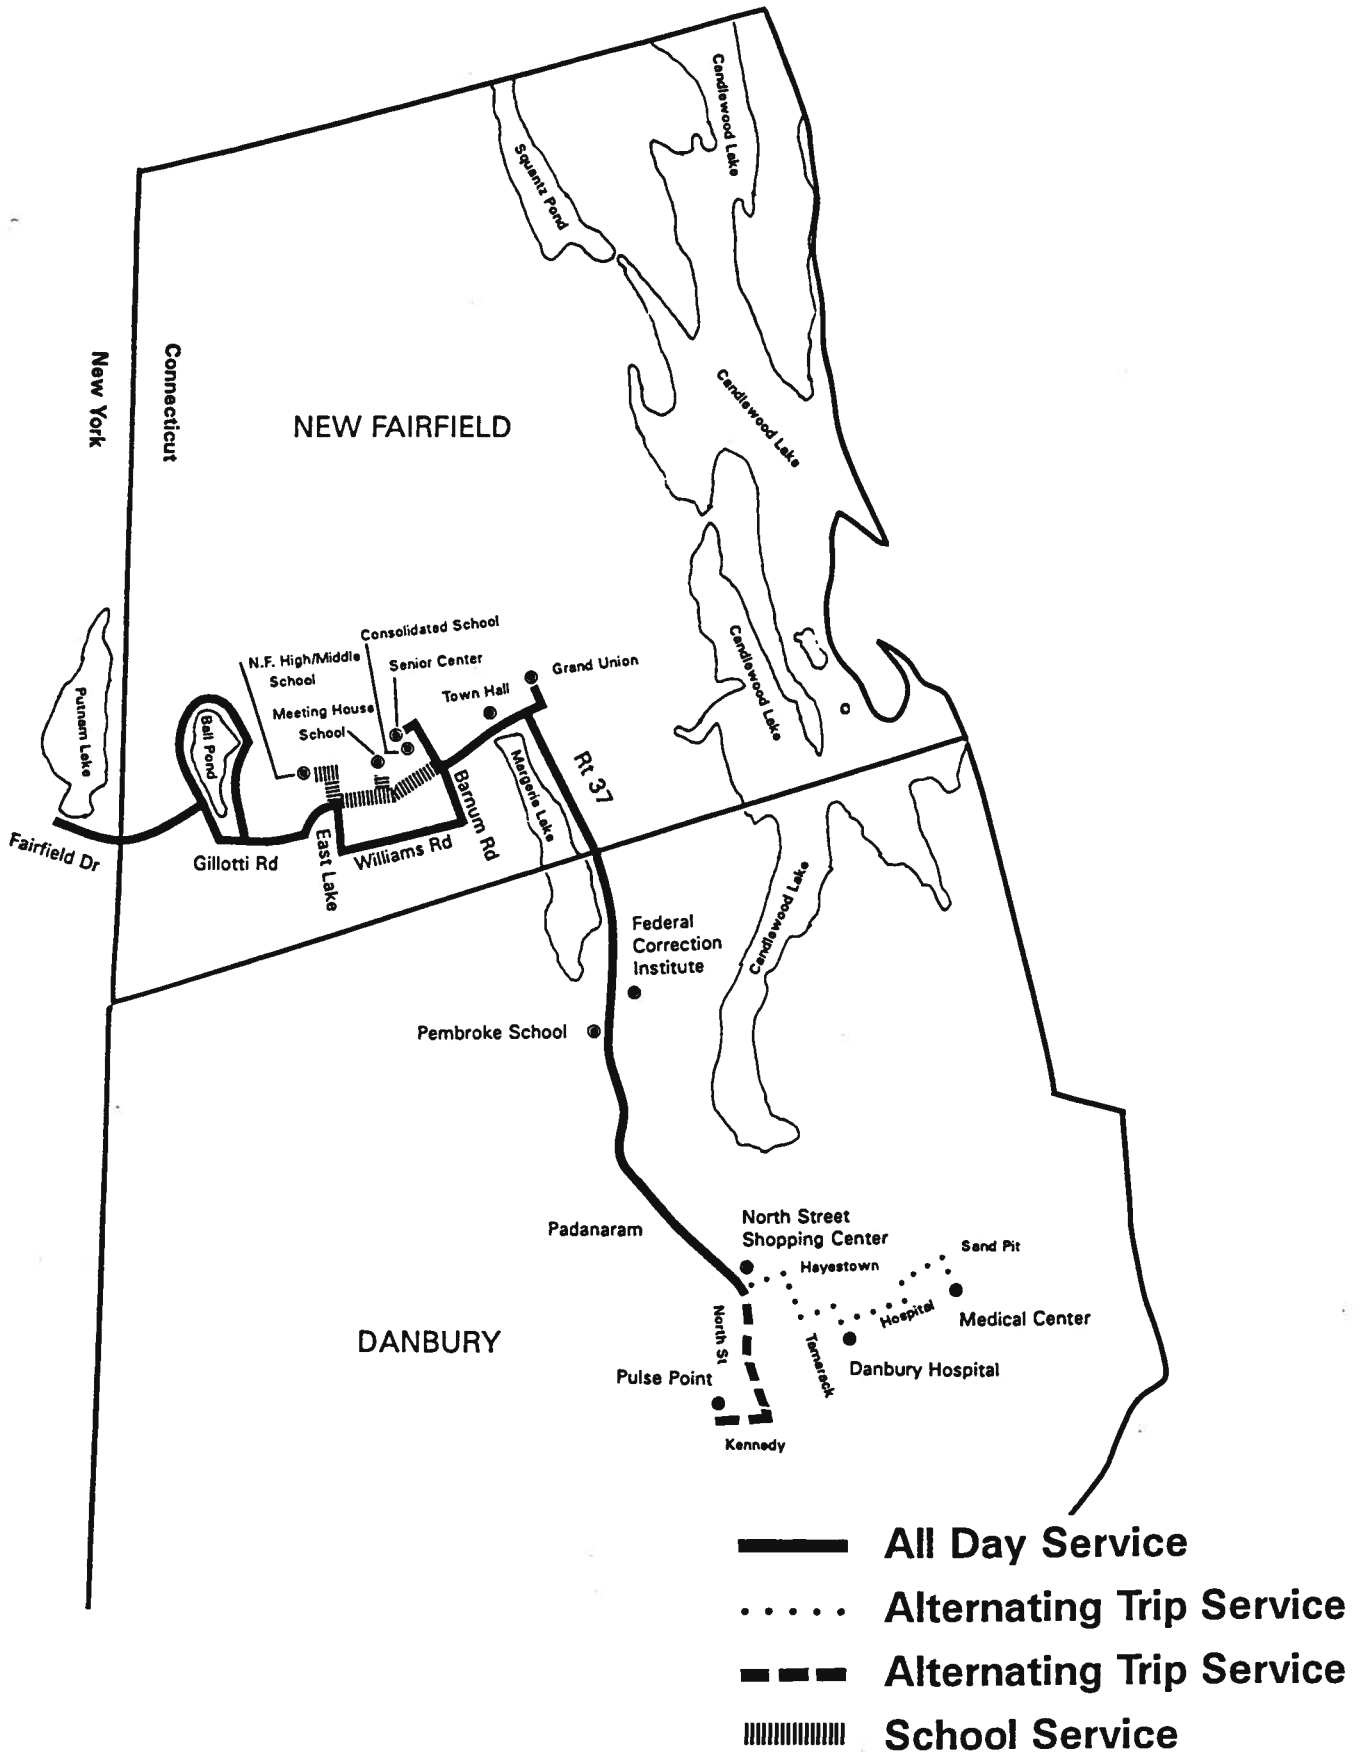 Candlewood Lake
Squantz Pond
New York
Connecticut
NEW FAIRFIELD
Candlewood Lake
Consolidated School
N.F. High/Middle
School
Senior Center
Grand Union
Town Hall
Meeting House
School
Putnam Lake
Ball Pond
Candlewood Lake
Rt 37
Margerie Lake
Barnum Rd
Fairfield Dr
Gillotti Rd
East Lake
Williams Rd
Candlewood Lake
Federal
Correction
Institute
Pembroke School
Padanaram
North Street
Shopping Center
Hayestown
Sand Pit
North St
Hospital
Medical Center
DANBURY
Tamarack
Danbury Hospital
Pulse Point
Kennedy
All Day Service
Alternating Trip Service
Alternating Trip Service
School Service